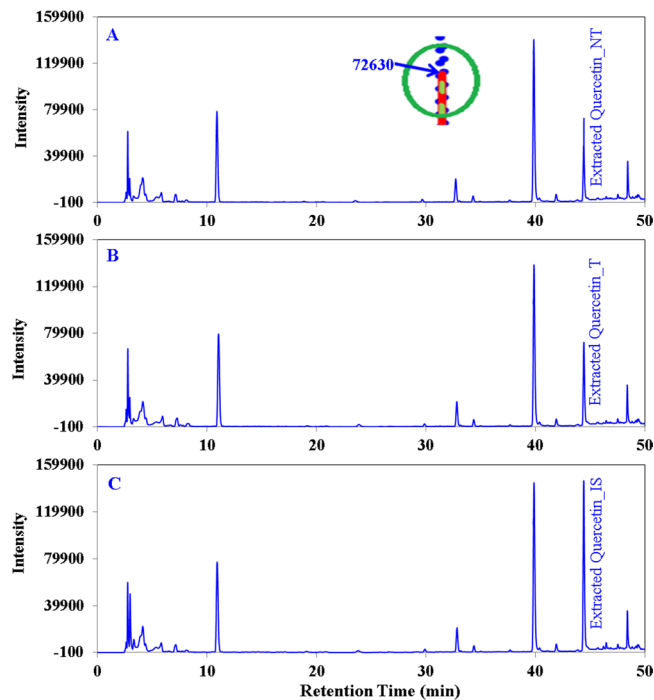 159900
A
72630
119900
79900
39900
-100
Intensity
Extracted Quercetin_NT
0 10 20 30 40 50
159900
B
119900
79900
39900
-100
Intensity
Extracted Quercetin_T
0 10 20 30 40 50
159900
C
119900
79900
39900
-100
Intensity
Extracted Quercetin_IS
0 10 20 30 40 50
Retention Time (min)